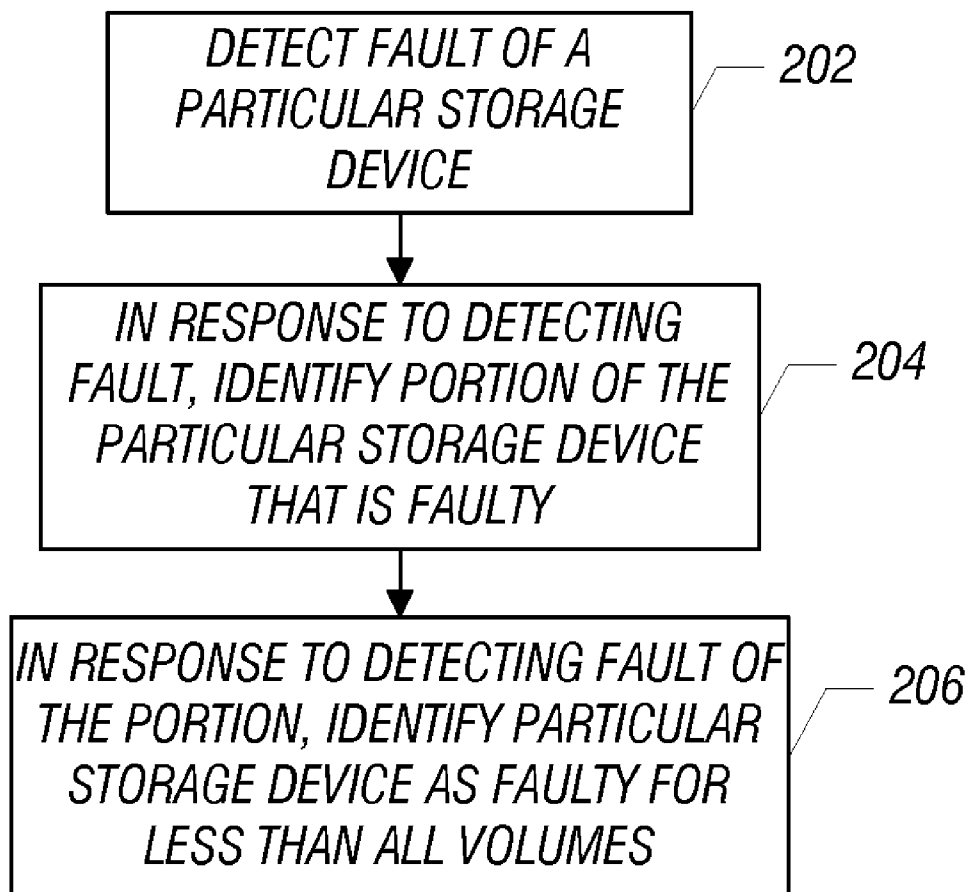 DETECT FAULT OF A
PARTICULAR STORAGE
DEVICE
202
IN RESPONSE TO DETECTING
FAULT, IDENTIFY PORTION OF THE
PARTICULAR STORAGE DEVICE
THAT IS FAULTY
204
IN RESPONSE TO DETECTING FAULT OF
THE PORTION, IDENTIFY PARTICULAR
STORAGE DEVICE AS FAULTY FOR
LESS THAN ALL VOLUMES
206